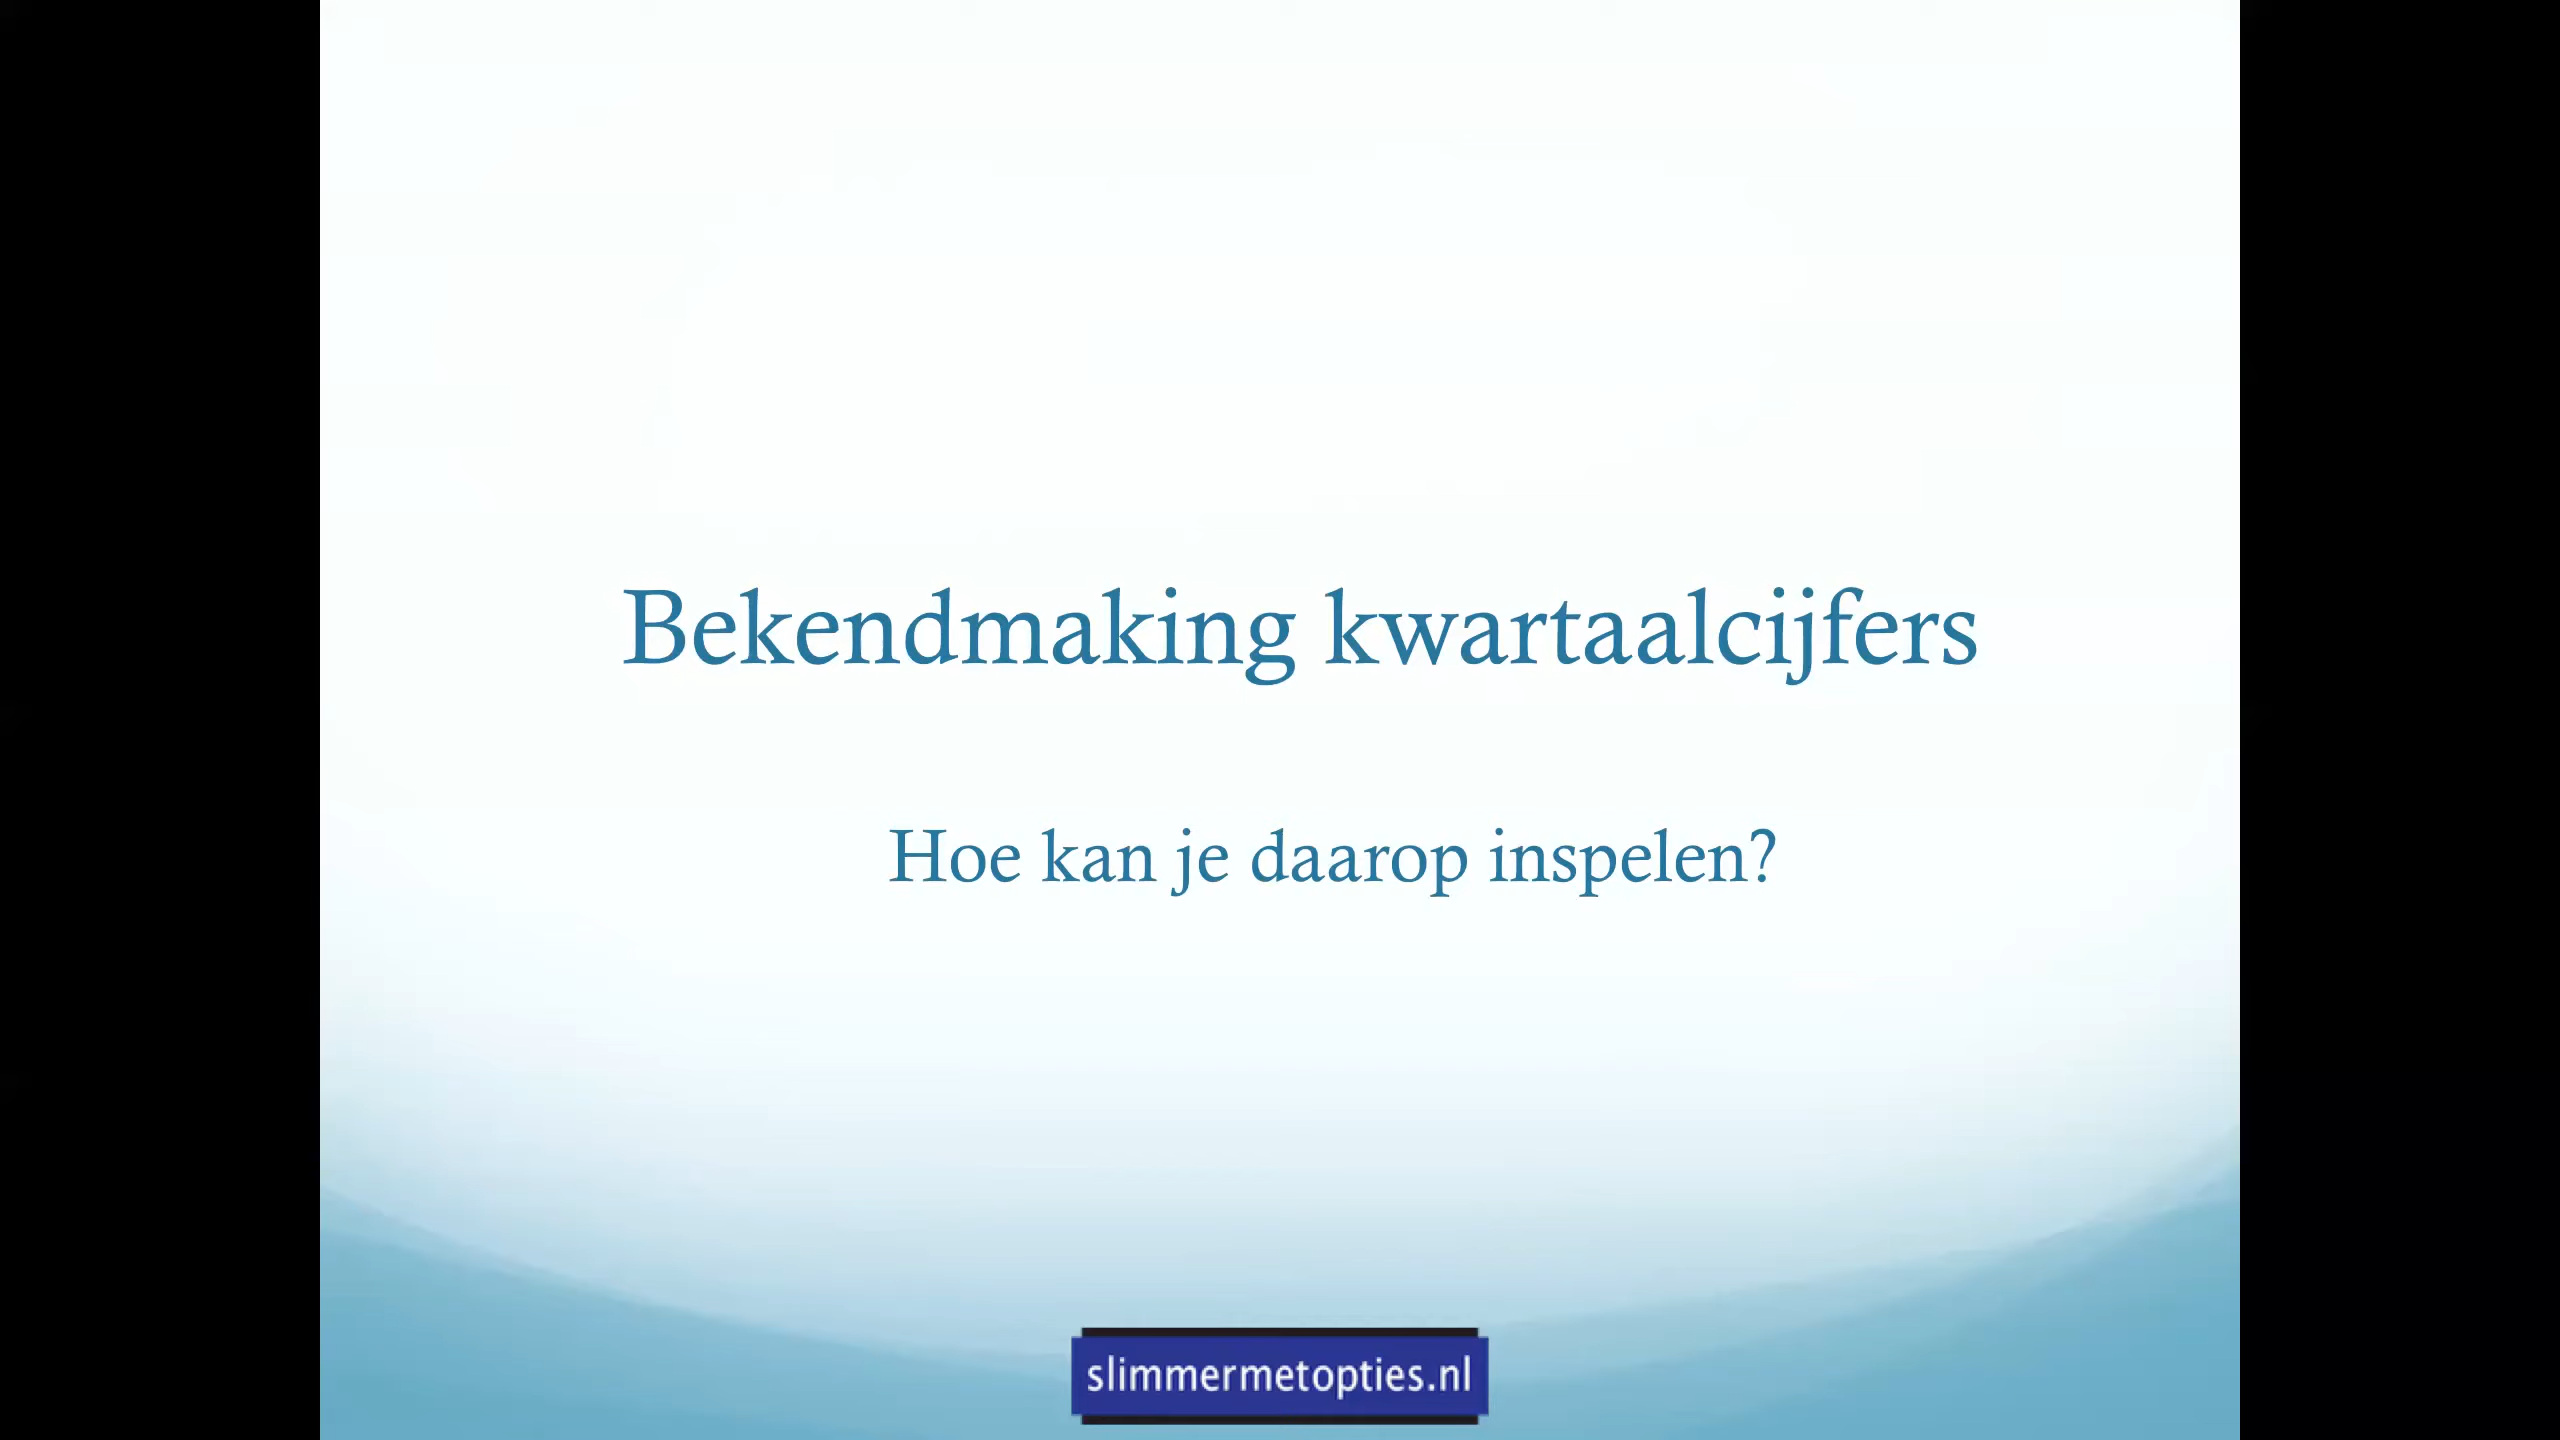 Bekendmaking kwartaalcijfers
Hoe kan je daarop inspelen?
slimmermetopties.nl